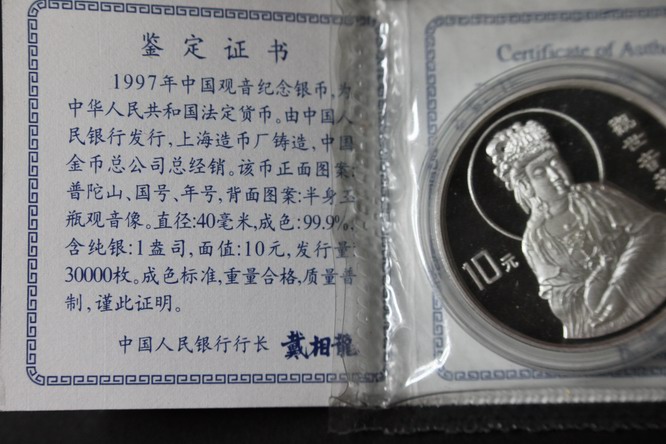 鉴定证书
1997年中国观音纪念银币,为
中华人民共和国法定货币。由中国人
民银行发行,上海造币厂铸造,中国
金币总公司总经销。该币正面图案:
普陀山、国号、年号,背面图案:半身玉
瓶观音像。直径:40毫米,成色:99.9%,
含纯银:1盎司,面值:10元,发行量:
30000枚。成色标准,重量合格,质量普
制,谨此证明。
中国人民银行行长 戴相龍
Certificate of Auth
觀世音菩
10元